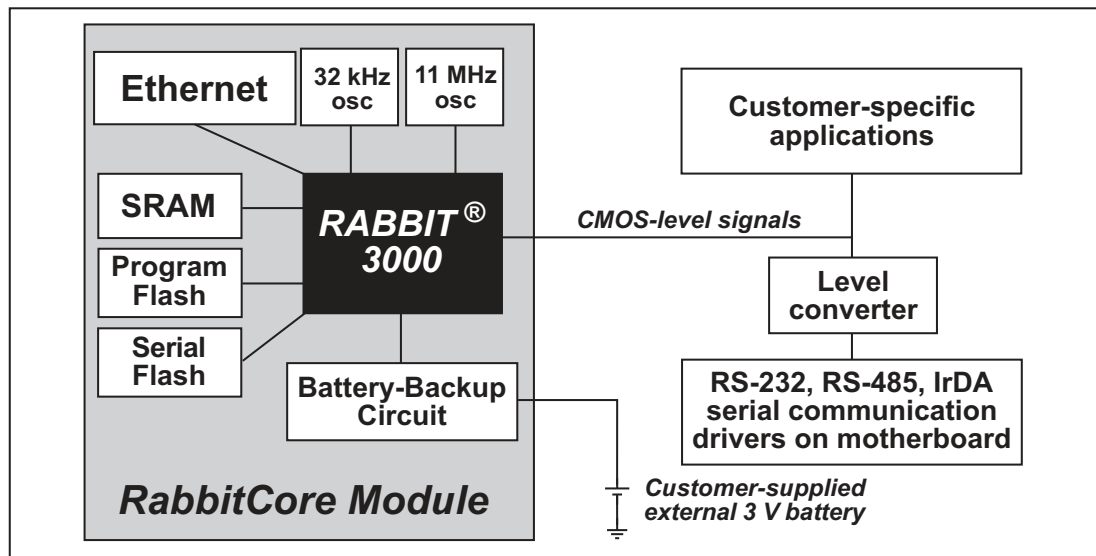 Ethernet
32 kHz
osc
11 MHz
osc
SRAM
Program
Flash
Serial
Flash
RABBIT ®
3000
Battery-Backup
Circuit
RabbitCore Module
CMOS-level signals
Customer-specific
applications
Level
converter
RS-232, RS-485, IrDA
serial communication
drivers on motherboard
Customer-supplied
external 3 V battery